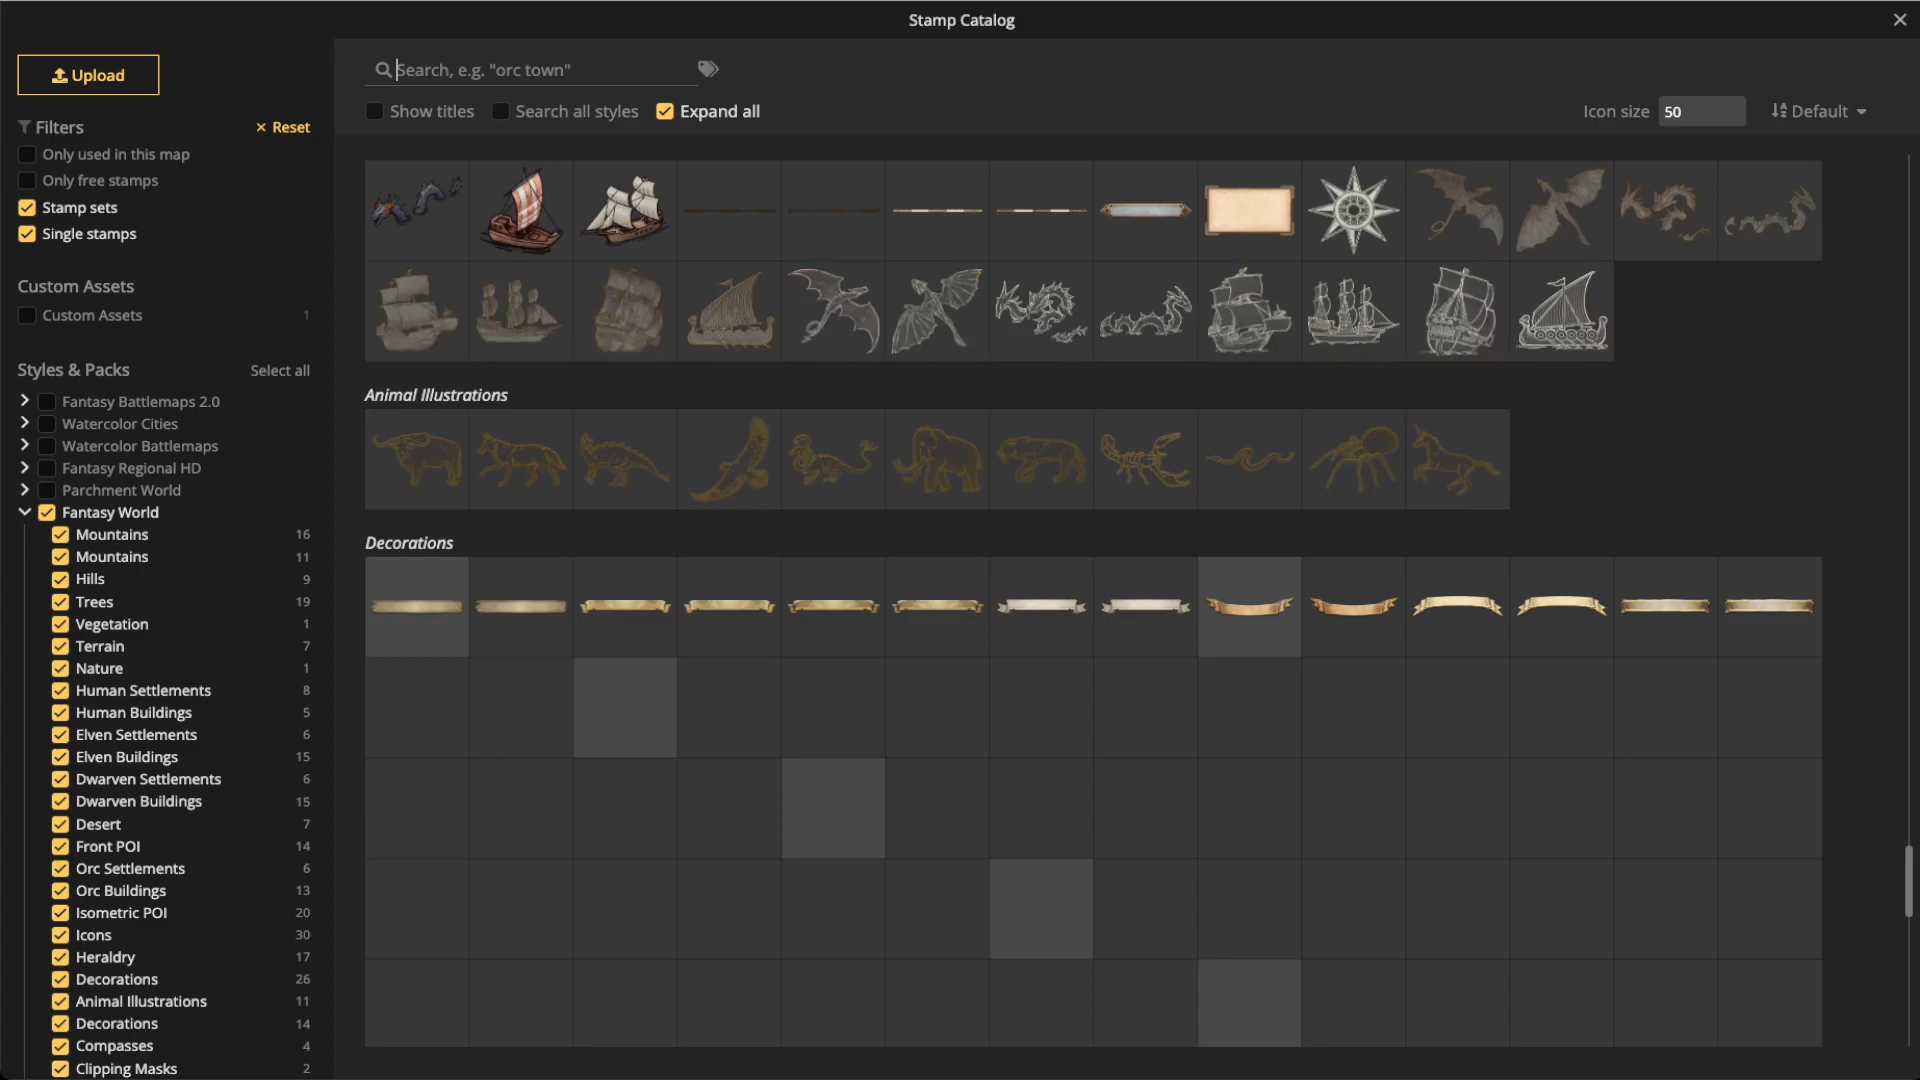 Stamp Catalog
Upload
Search, e.g. "orc town"
Show titles
Search all styles
Expand all
Icon size
50
Default
Filters
Reset
Only used in this map
Only free stamps
Stamp sets
Single stamps
Custom Assets
Custom Assets 1
Styles & Packs
Select all
Fantasy Battlemaps 2.0
Watercolor Cities
Watercolor Battlemaps
Fantasy Regional HD
Parchment World
Fantasy World
Mountains 16
Mountains 11
Hills 9
Trees 19
Vegetation 1
Terrain 7
Nature 1
Human Settlements 8
Human Buildings 5
Elven Settlements 6
Elven Buildings 15
Dwarven Settlements 6
Dwarven Buildings 15
Desert 7
Front POI 14
Orc Settlements 6
Orc Buildings 13
Isometric POI 20
Icons 30
Heraldry 17
Decorations 26
Animal Illustrations 11
Decorations 14
Compasses 4
Clipping Masks 2
Animal Illustrations
Decorations